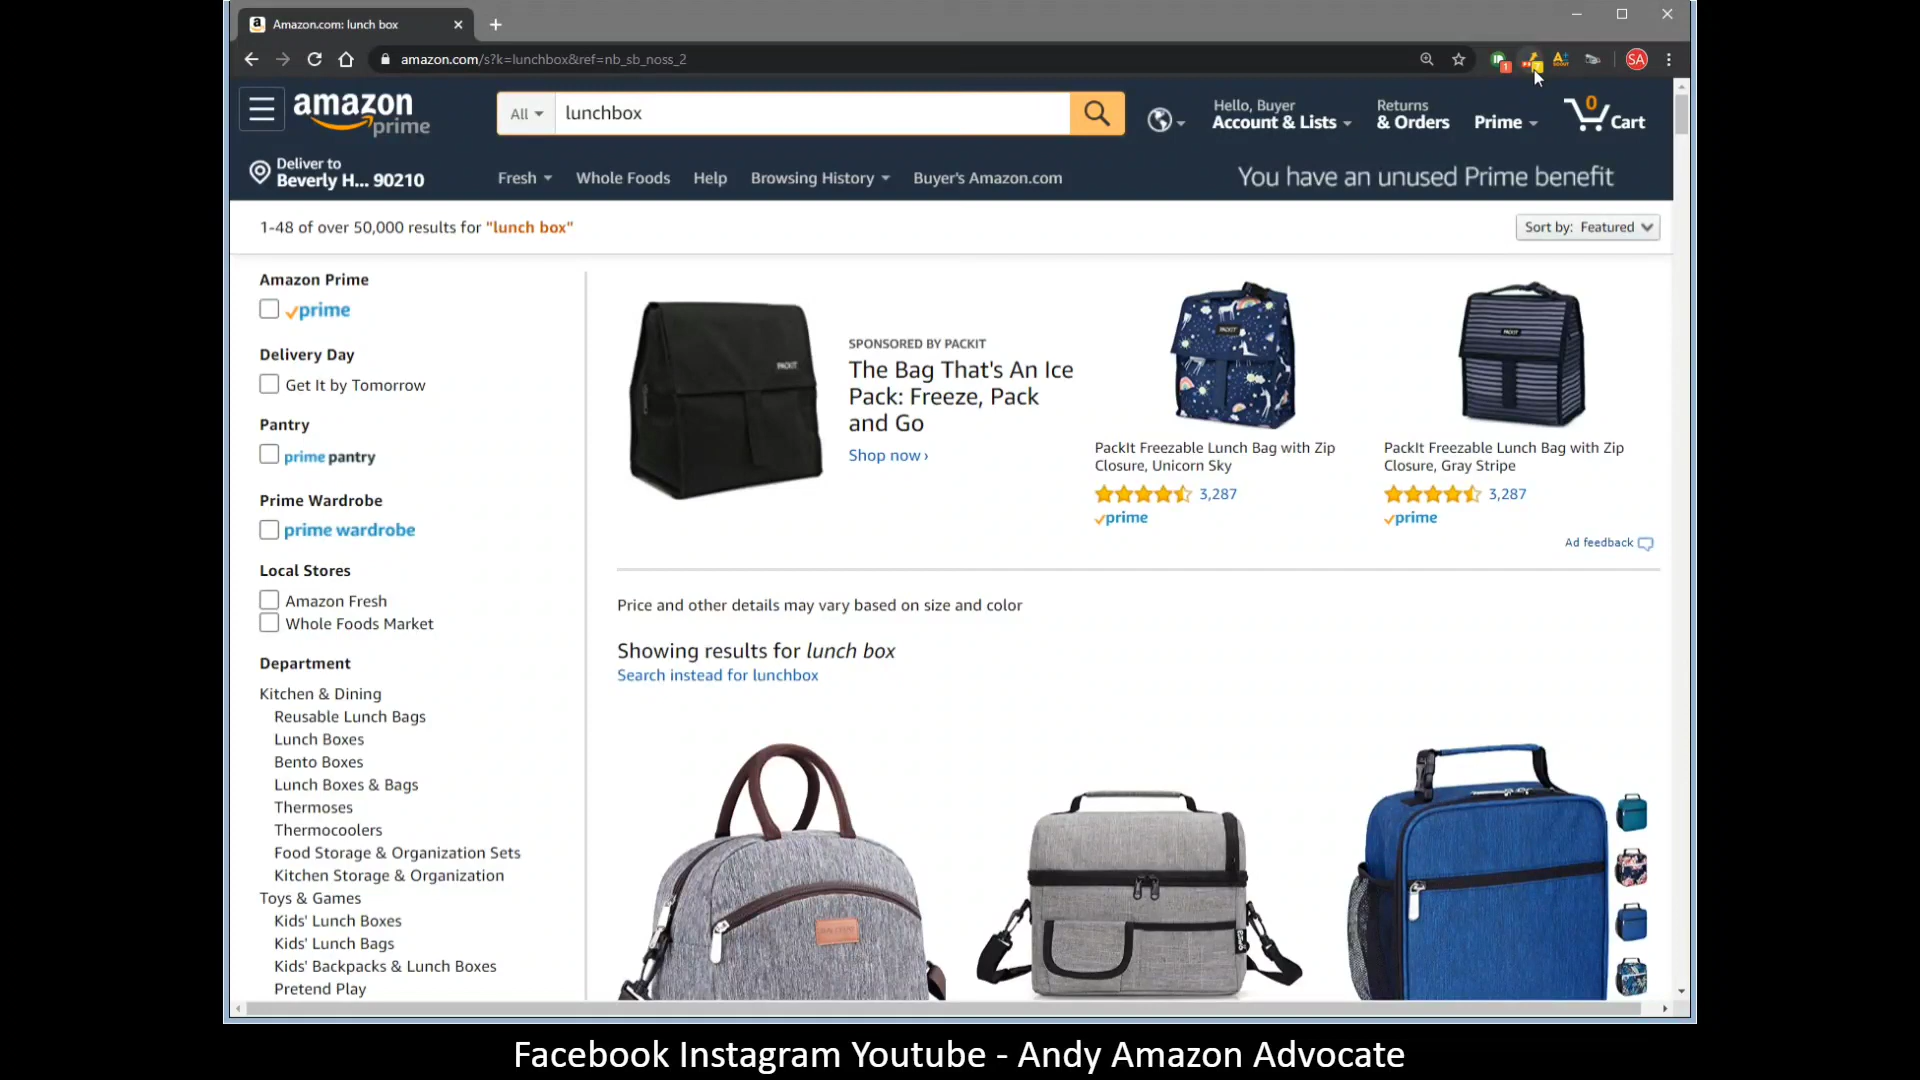 Amazon.com: lunch box
amazon.com/s?k=lunchbox&ref=nb_sb_noss_2
1
SA
amazon
prime
All
lunchbox
Hello, Buyer
Account & Lists
Returns
& Orders
Prime
0
Cart
Deliver to
Beverly H... 90210
Fresh
Whole Foods
Help
Browsing History
Buyer's Amazon.com
You have an unused Prime benefit
1-48 of over 50,000 results for "lunch box"
Sort by: Featured
Amazon Prime
prime
Delivery Day
Get It by Tomorrow
Pantry
prime pantry
Prime Wardrobe
prime wardrobe
Local Stores
Amazon Fresh
Whole Foods Market
Department
Kitchen & Dining
Reusable Lunch Bags
Lunch Boxes
Bento Boxes
Lunch Boxes & Bags
Thermoses
Thermocoolers
Food Storage & Organization Sets
Kitchen Storage & Organization
Toys & Games
Kids' Lunch Boxes
Kids' Lunch Bags
Kids' Backpacks & Lunch Boxes
Pretend Play
PACKIT
SPONSORED BY PACKIT
The Bag That's An Ice
Pack: Freeze, Pack
and Go
Shop now ›
PACKIT
PackIt Freezable Lunch Bag with Zip
Closure, Unicorn Sky
3,287
prime
PACKIT
PackIt Freezable Lunch Bag with Zip
Closure, Gray Stripe
3,287
prime
Ad feedback
Price and other details may vary based on size and color
Showing results for lunch box
Search instead for lunchbox
Facebook Instagram Youtube - Andy Amazon Advocate